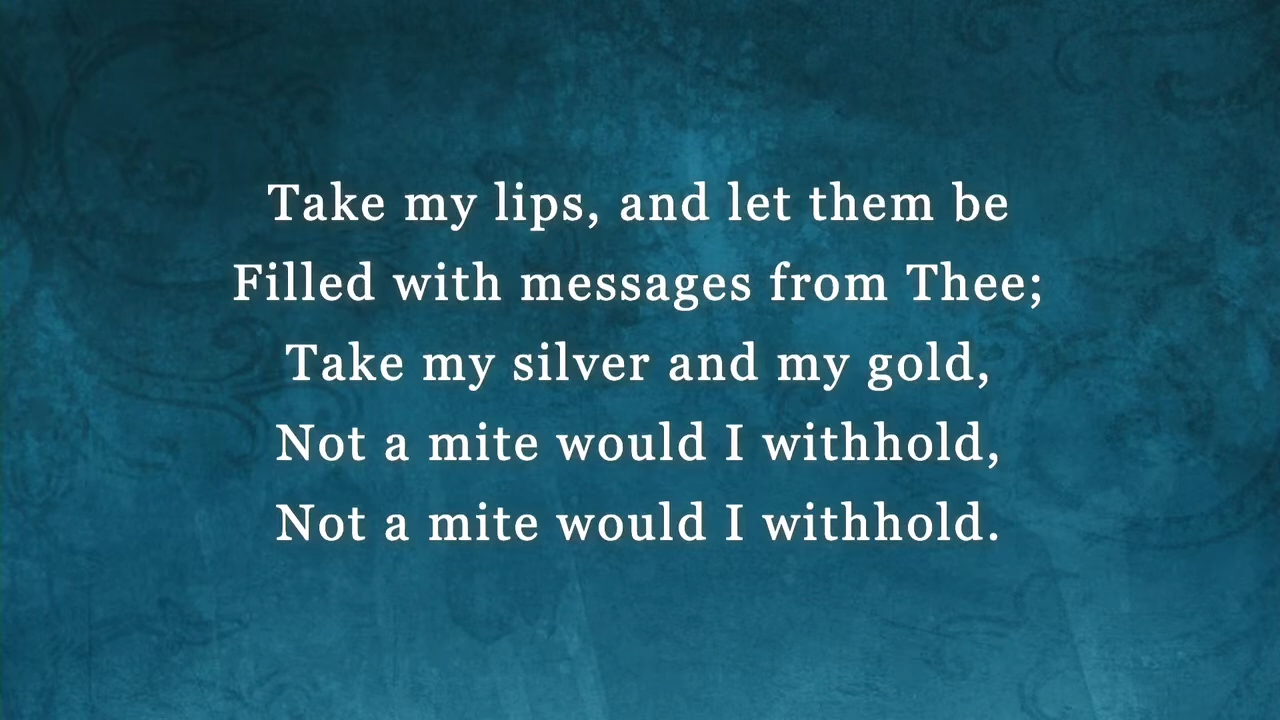 Take my lips, and let them be
Filled with messages from Thee;
Take my silver and my gold,
Not a mite would I withhold,
Not a mite would I withhold.